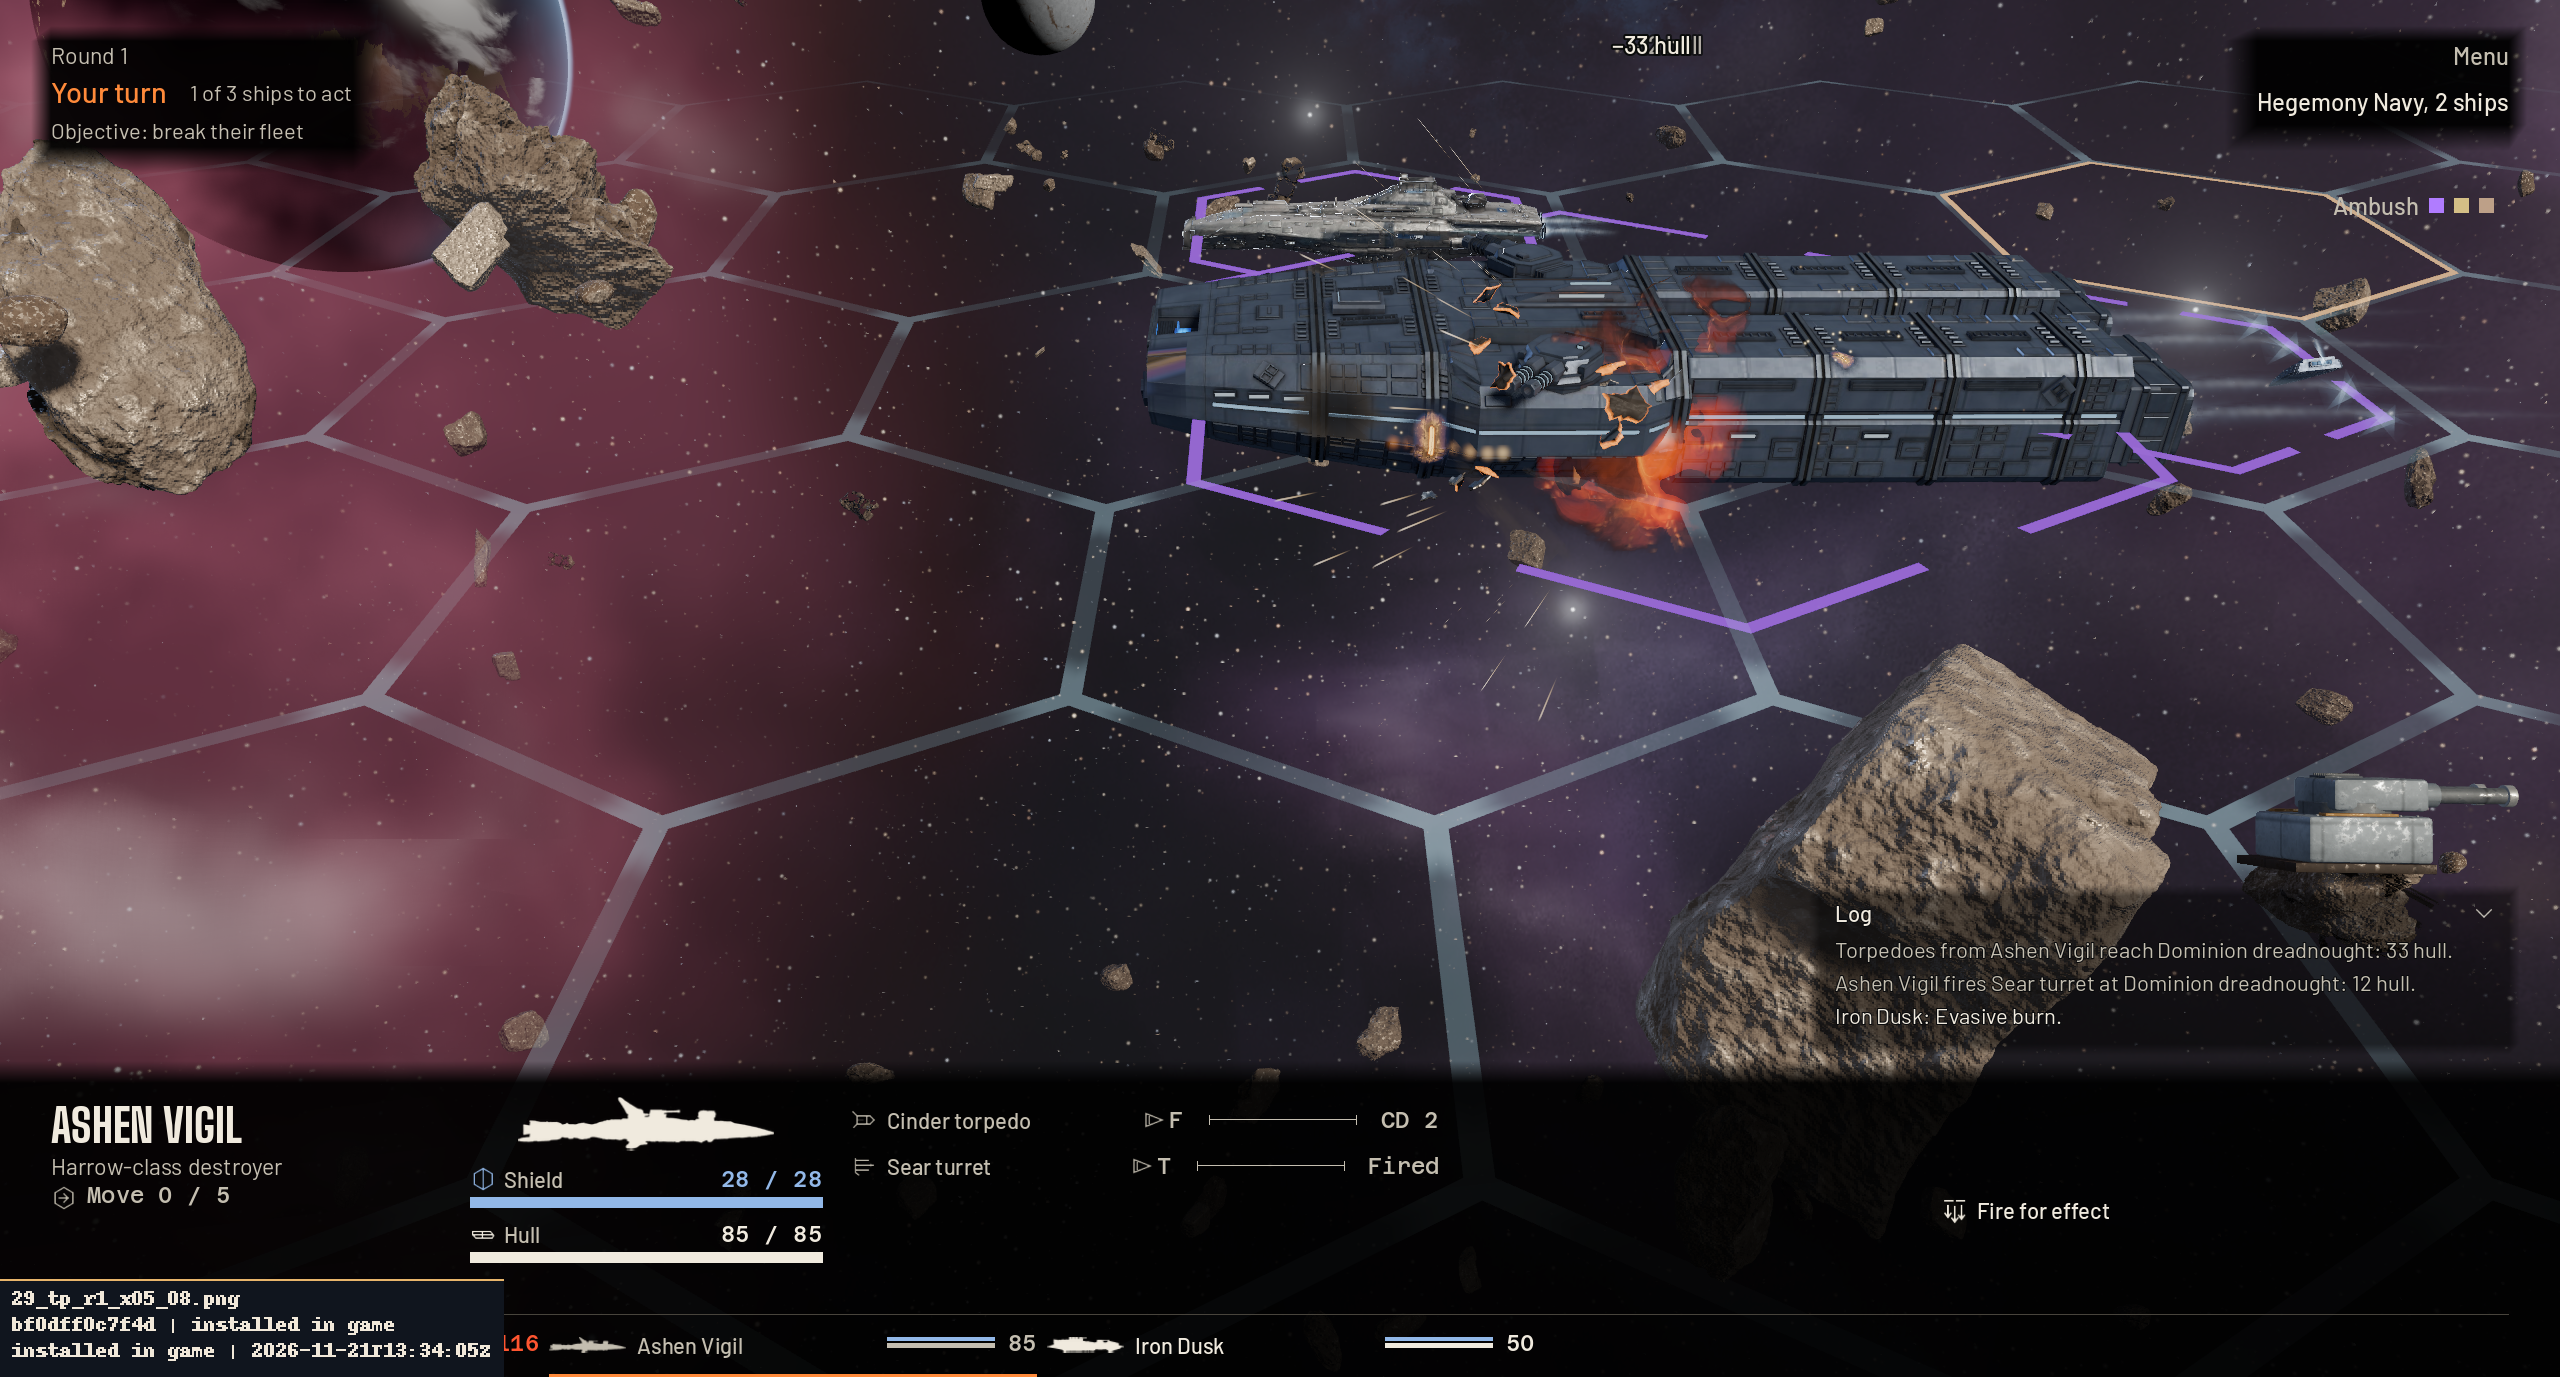 Round 1
Your turn 1 of 3 ships to act
Objective: break their fleet
–33 hull
Menu
Hegemony Navy, 2 ships
Ambush
Log
Torpedoes from Ashen Vigil reach Dominion dreadnought: 33 hull.
Ashen Vigil fires Sear turret at Dominion dreadnought: 12 hull.
Iron Dusk: Evasive burn.
ASHEN VIGIL
Harrow-class destroyer
Move 0 / 5
Shield 28 / 28
Hull 85 / 85
Cinder torpedo F CD 2
Sear turret T Fired
Fire for effect
29_tp_r1_x05_08.png
bf0dff0c7f4d | installed in game
installed in game | 2026-11-21r13:34:05z
116 Ashen Vigil 85 Iron Dusk 50